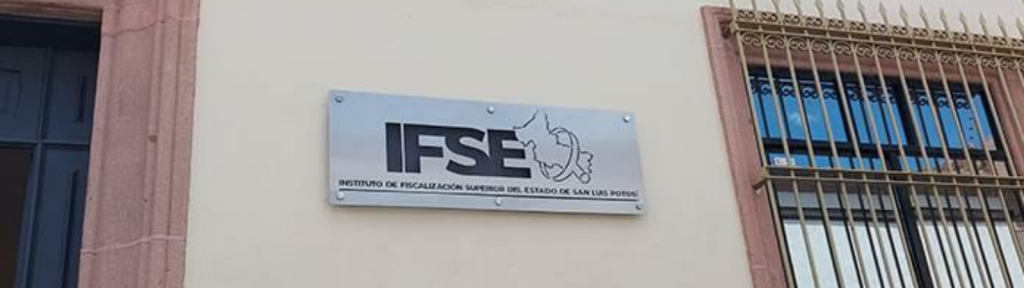 IFSE
INSTITUTO DE FISCALIZACIÓN SUPERIOR DEL ESTADO DE SAN LUIS POTOSÍ